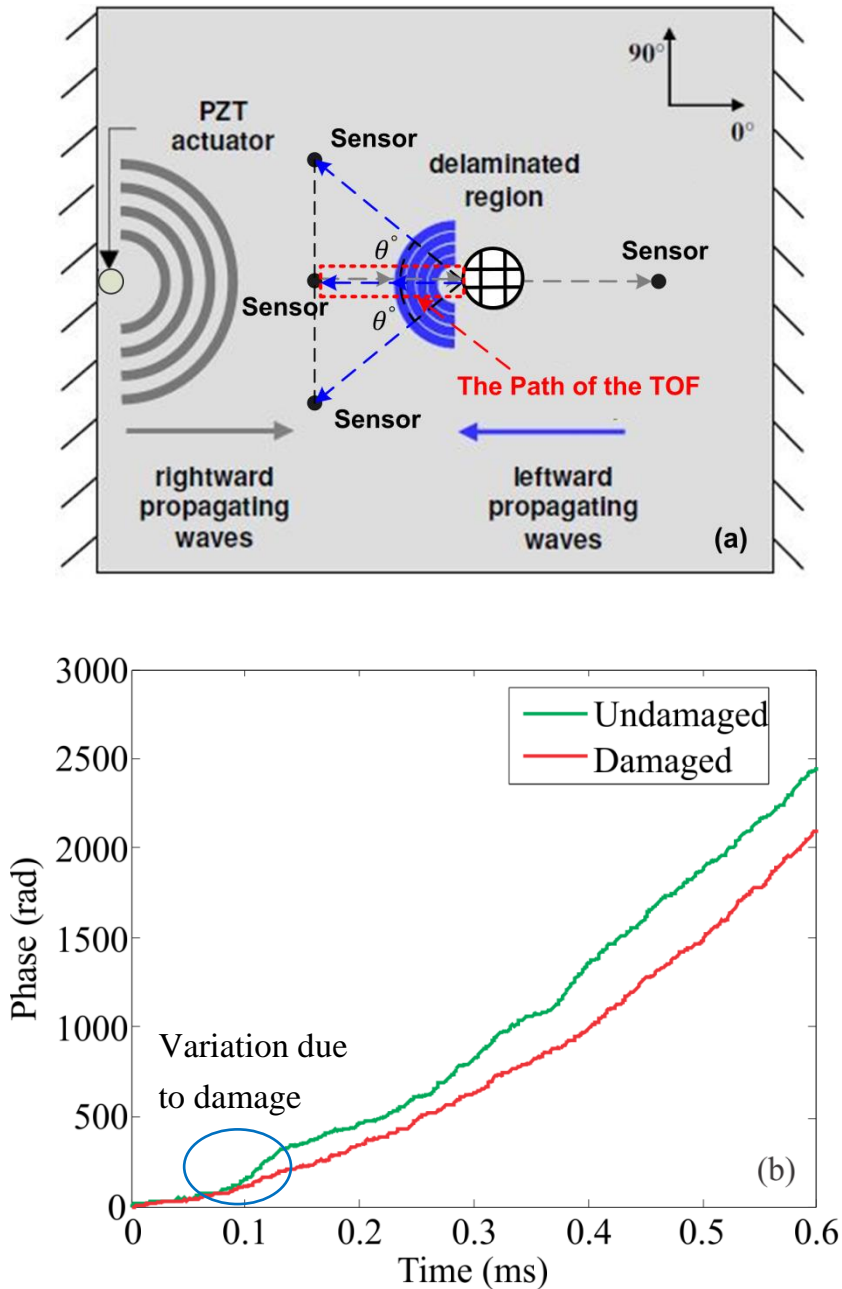 90°
0°
PZT
actuator
Sensor
delaminated
region
Sensor
θ°
Sensor
θ°
The Path of the TOF
Sensor
rightward
propagating
waves
leftward
propagating
waves
(a)
3000
2500
2000
1500
1000
500
0
Phase (rad)
Undamaged
Damaged
Variation due
to damage
(b)
0 0.1 0.2 0.3 0.4 0.5 0.6
Time (ms)